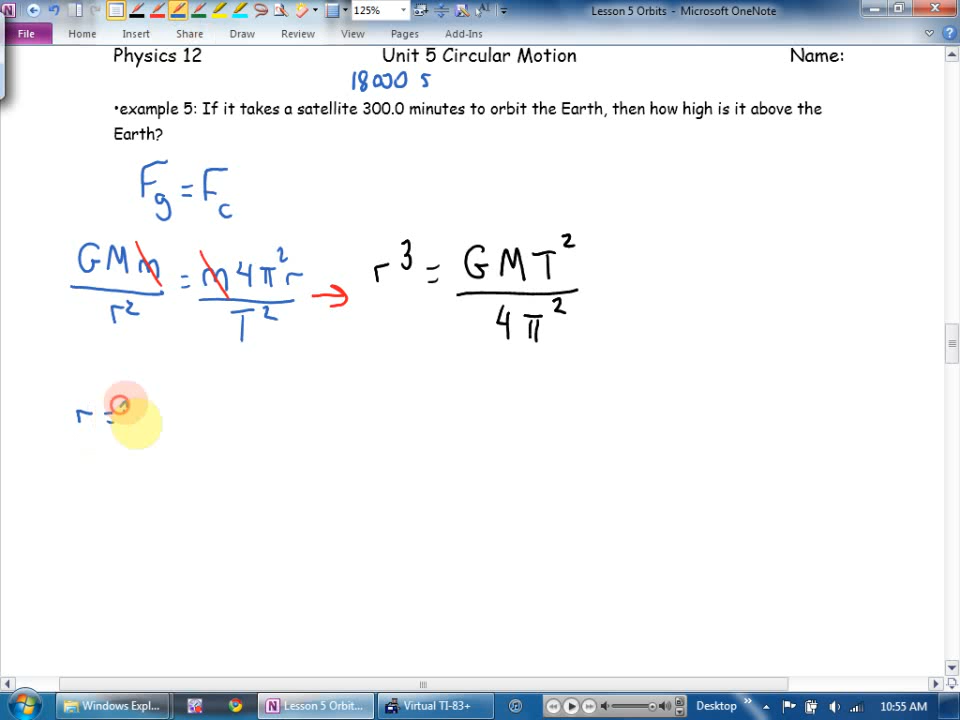 125%
Lesson 5 Orbits - Microsoft OneNote
File Home Insert Share Draw Review View Pages Add-Ins
Physics 12 Unit 5 Circular Motion Name:
18000 s
•example 5: If it takes a satellite 300.0 minutes to orbit the Earth, then how high is it above the
Earth?
Fg = Fc
GMm/r² = m4π²r/T² → r³ = GMT²/4π²
r =
Windows Expl... Lesson 5 Orbit... Virtual TI-83+ Desktop 10:55 AM